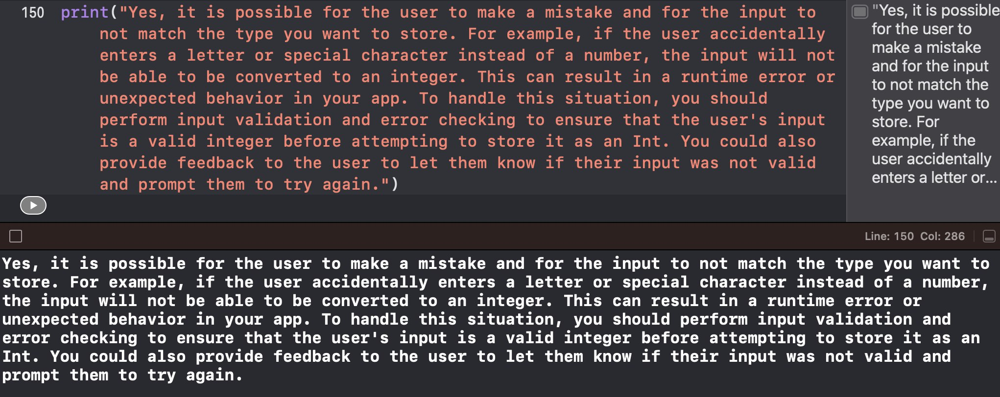 150 print("Yes, it is possible for the user to make a mistake and for the input to
not match the type you want to store. For example, if the user accidentally
enters a letter or special character instead of a number, the input will not
be able to be converted to an integer. This can result in a runtime error or
unexpected behavior in your app. To handle this situation, you should
perform input validation and error checking to ensure that the user's input
is a valid integer before attempting to store it as an Int. You could also
provide feedback to the user to let them know if their input was not valid
and prompt them to try again.")
"Yes, it is possible
for the user to
make a mistake
and for the input
to not match the
type you want to
store. For
example, if the
user accidentally
enters a letter or...
Line: 150 Col: 286
Yes, it is possible for the user to make a mistake and for the input to not match the type you want to
store. For example, if the user accidentally enters a letter or special character instead of a number,
the input will not be able to be converted to an integer. This can result in a runtime error or
unexpected behavior in your app. To handle this situation, you should perform input validation and
error checking to ensure that the user's input is a valid integer before attempting to store it as an
Int. You could also provide feedback to the user to let them know if their input was not valid and
prompt them to try again.